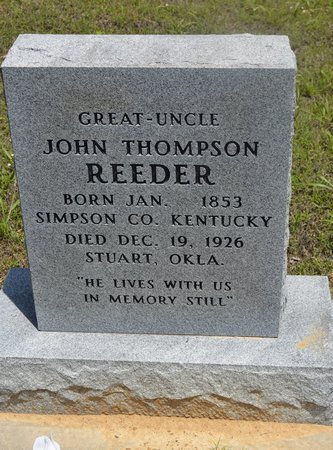 GREAT-UNCLE
JOHN THOMPSON
REEDER
BORN JAN. 1853
SIMPSON CO. KENTUCKY
DIED DEC. 19, 1926
STUART, OKLA.
"HE LIVES WITH US
IN MEMORY STILL"